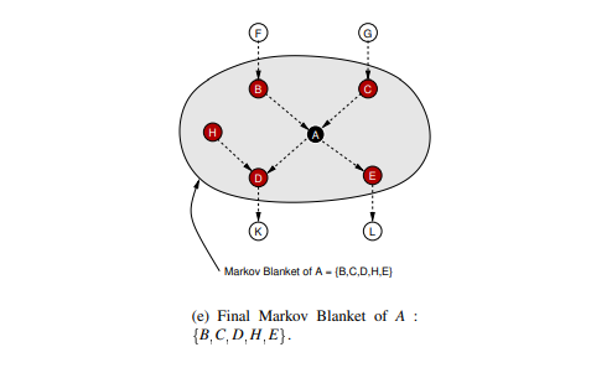 F
G
B
C
H
A
D
E
K
L
Markov Blanket of A = {B,C,D,H,E}
(e) Final Markov Blanket of A :
{B,C,D,H,E}.